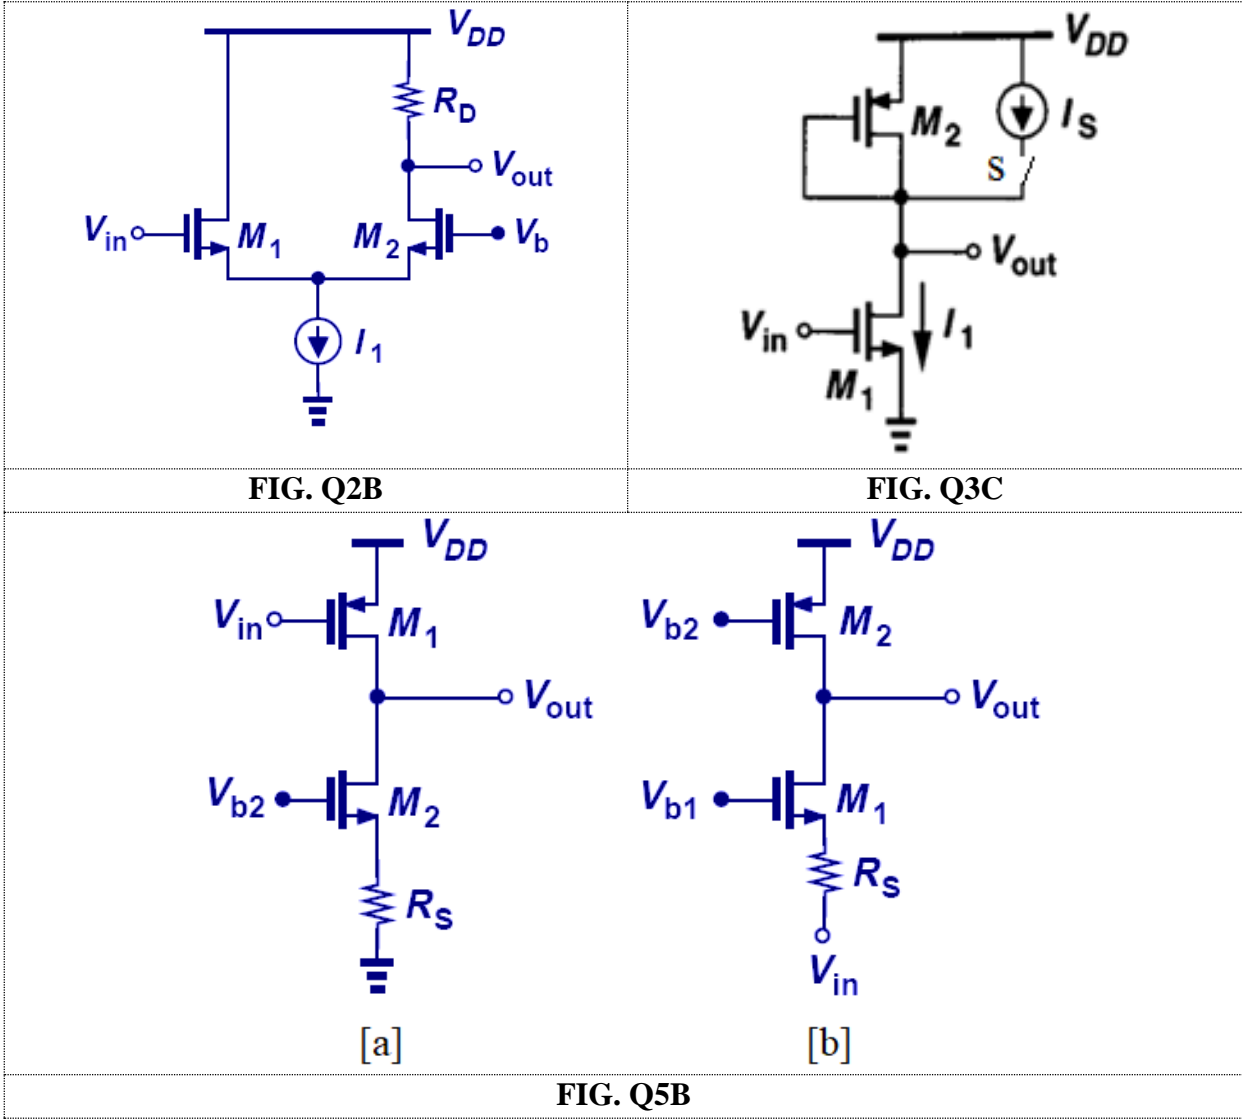 VDD
RD
Vout
Vin M1 M2 Vb
I1
FIG. Q2B
VDD
M2 IS
S
Vout
Vin I1
M1
FIG. Q3C
VDD
Vin M1
Vout
Vb2 M2
RS
[a]
VDD
Vb2 M2
Vout
Vb1 M1
RS
Vin
[b]
FIG. Q5B